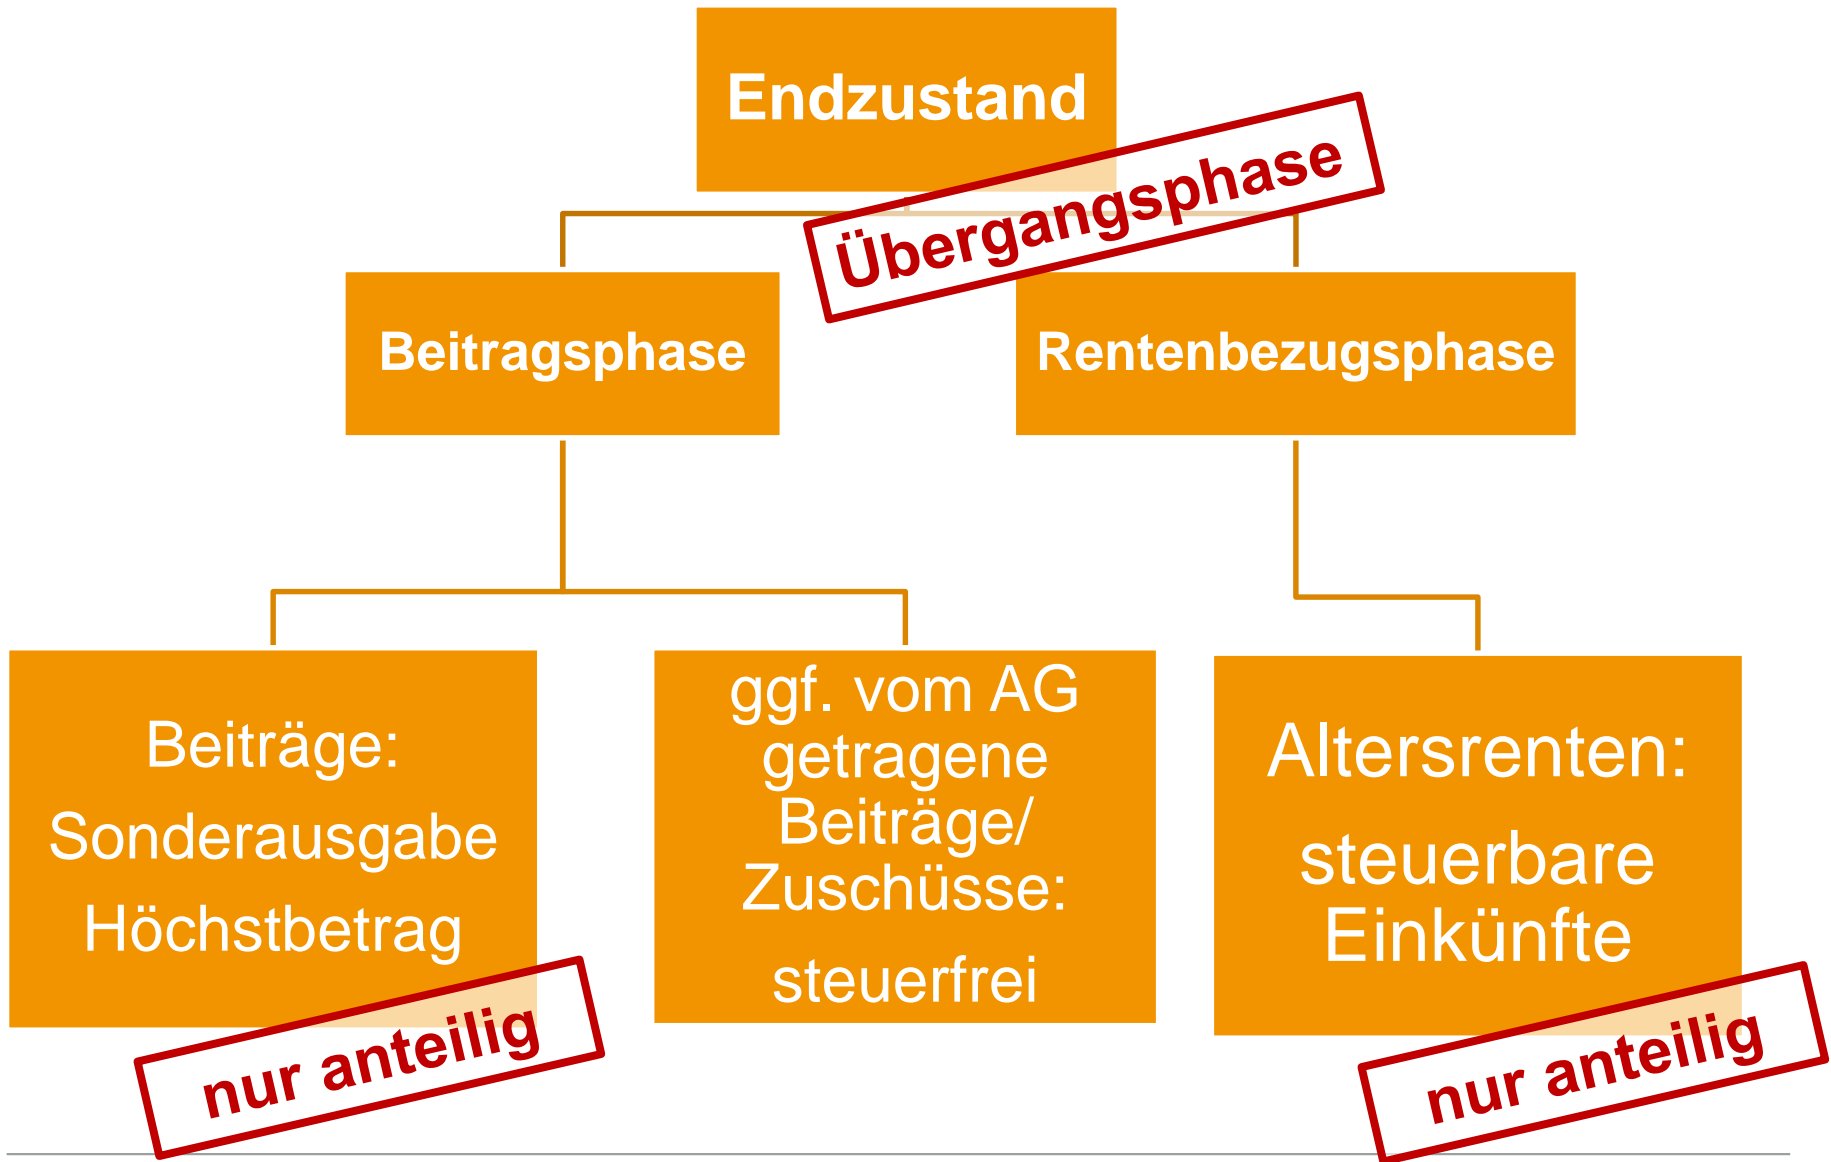 Endzustand
Übergangsphase
Beitragsphase
Rentenbezugsphase
Beiträge:
Sonderausgabe
Höchstbetrag
nur anteilig
ggf. vom AG
getragene
Beiträge/
Zuschüsse:
steuerfrei
Altersrenten:
steuerbare
Einkünfte
nur anteilig